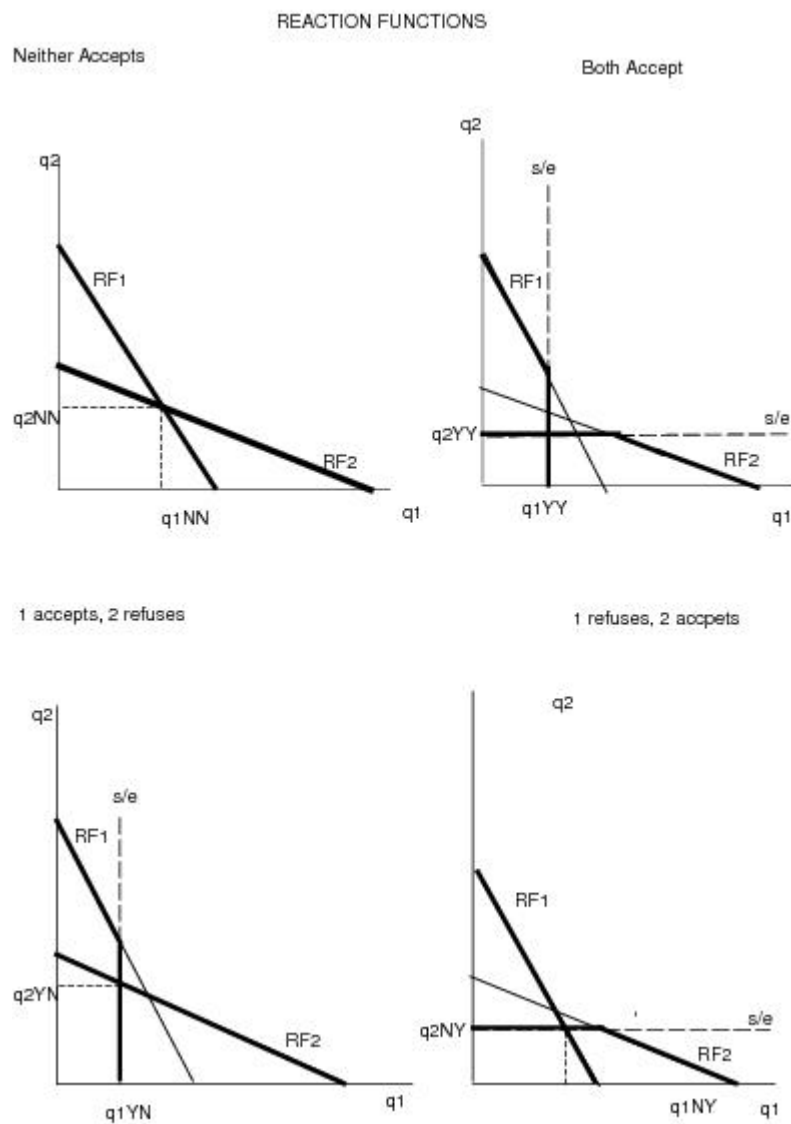 REACTION FUNCTIONS
Neither Accepts
Both Accept
q2
RF1
q2NN
RF2
q1NN
q1
q2
s/e
RF1
s/e
q2YY
RF2
q1YY
q1
1 accepts, 2 refuses
1 refuses, 2 accpets
q2
s/e
RF1
q2YN
RF2
q1YN
q1
q2
RF1
s/e
q2NY
RF2
q1NY
q1